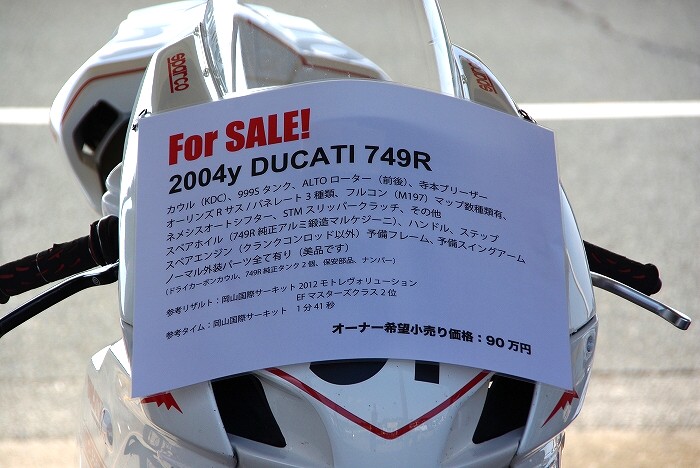 sparco
sparco
For SALE!
2004y DUCATI 749R
カウル（KDC）、999S タンク、ALTO ローター（前後）、寺本ブリーザー
オーリンズ R サス / バネレート 3 種類、フルコン（M197）マップ数種類有、
ネメシスオートシフター、STM スリッパークラッチ、その他
スペアホイル（749R 純正アルミ鍛造マルケジーニ）、ハンドル、ステップ
スペアエンジン（クランクコンロッド以外）予備フレーム、予備スイングアーム
ノーマル外装パーツ全て有り（美品です）
（ドライカーボンカウル、749R 純正タンク 2 個、保安部品、ナンバー）
参考リザルト：岡山国際サーキット 2012 モトレヴォリューション
EF マスターズクラス 2 位
参考タイム：岡山国際サーキット　1 分 41 秒
オーナー希望小売り価格：90 万円